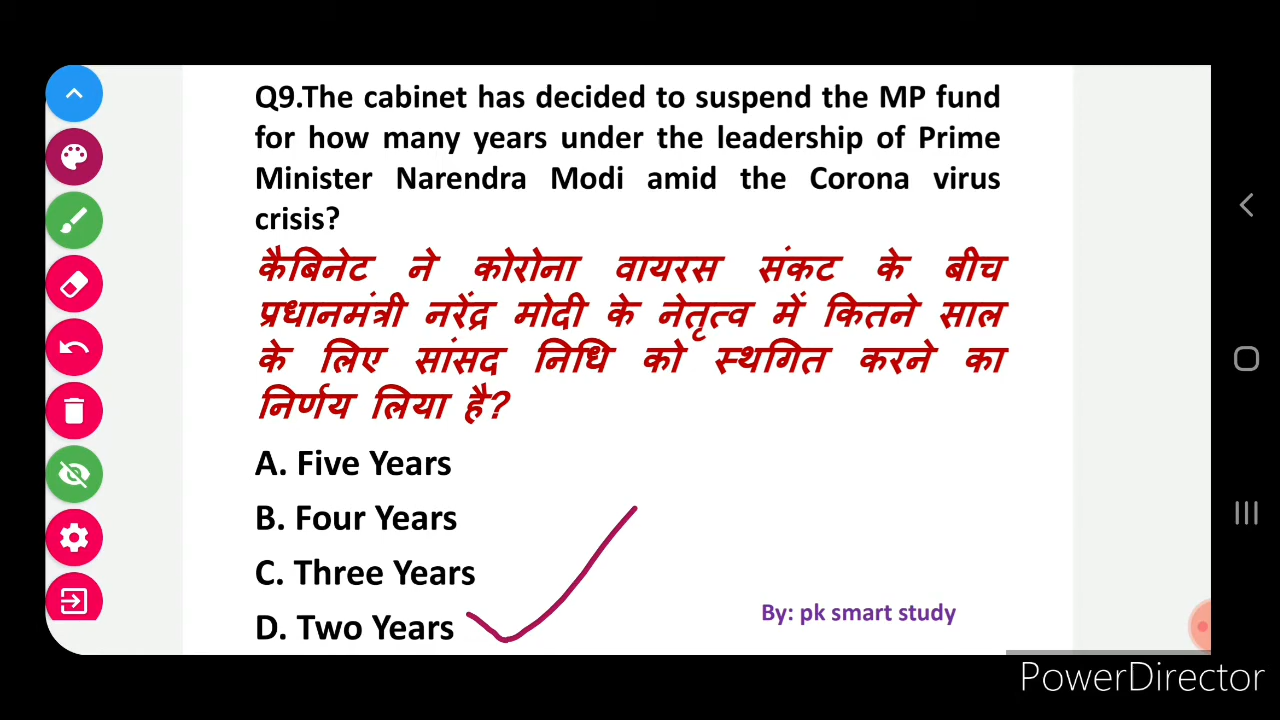 Q9.The cabinet has decided to suspend the MP fund
for how many years under the leadership of Prime
Minister Narendra Modi amid the Corona virus
crisis?
कैबिनेट ने कोरोना वायरस संकट के बीच
प्रधानमंत्री नरेंद्र मोदी के नेतृत्व में कितने साल
के लिए सांसद निधि को स्थगित करने का
निर्णय लिया है?
A. Five Years
B. Four Years
C. Three Years
D. Two Years
By: pk smart study
PowerDirector